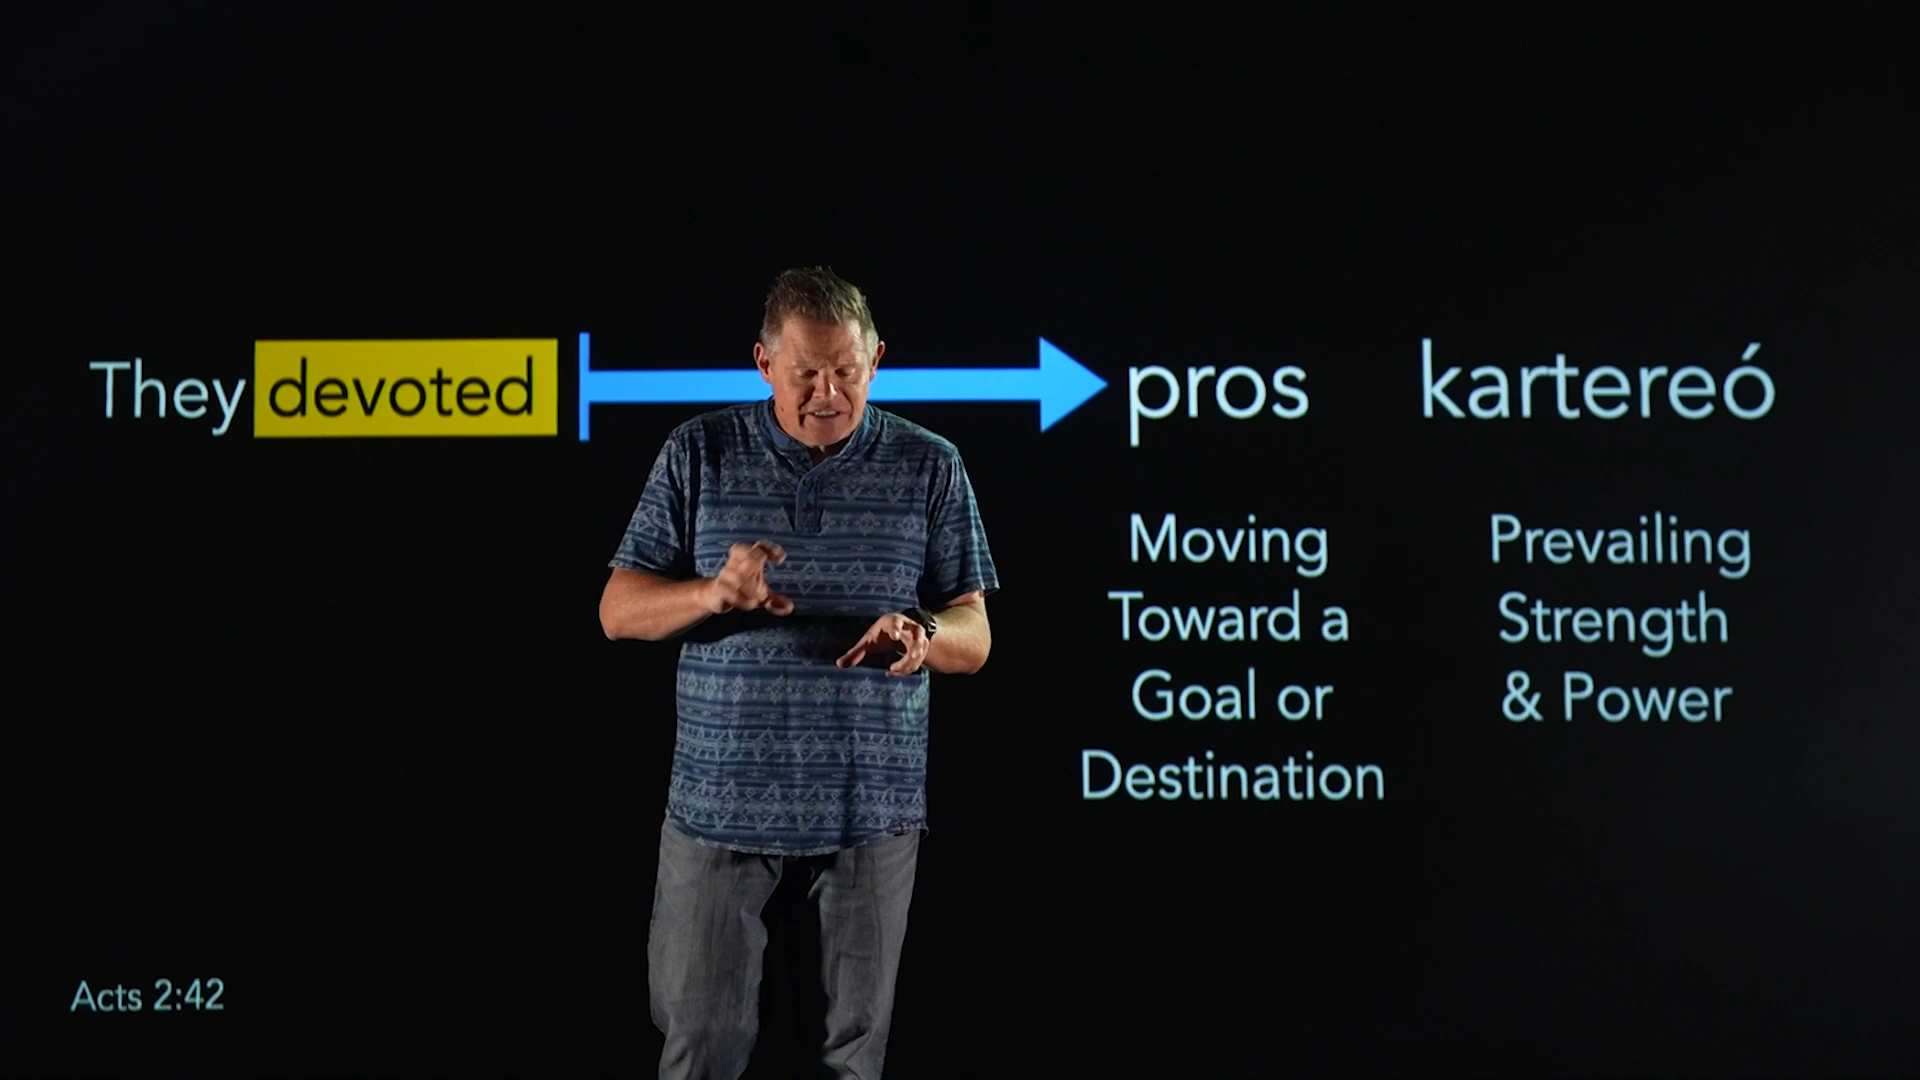 They devoted pros kartereó
Moving
Toward a
Goal or
Destination
Prevailing
Strength
& Power
Acts 2:42